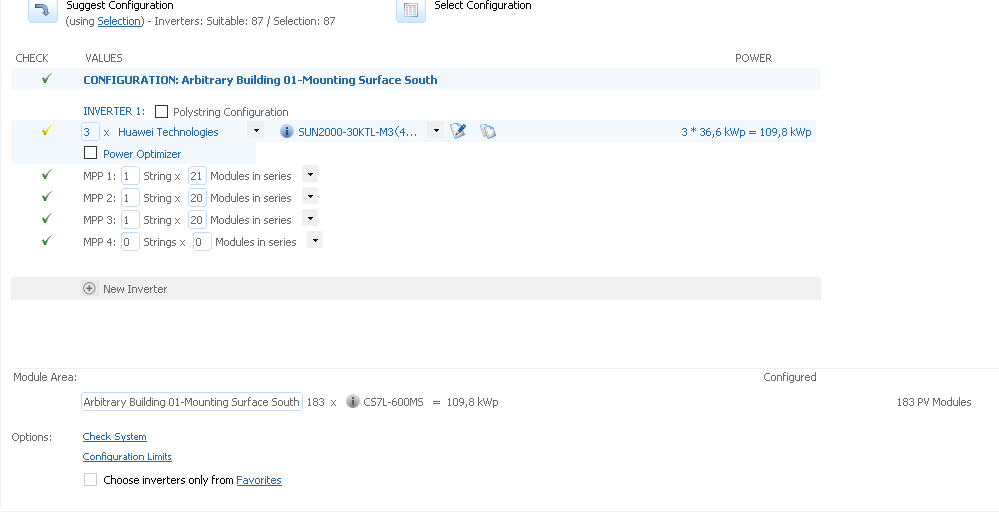 Suggest Configuration
(using Selection) - Inverters: Suitable: 87 / Selection: 87
Select Configuration
CHECK VALUES POWER
CONFIGURATION: Arbitrary Building 01-Mounting Surface South
INVERTER 1: Polystring Configuration
3 x Huawei Technologies SUN2000-30KTL-M3(4... 3 * 36,6 kWp = 109,8 kWp
Power Optimizer
MPP 1: 1 String x 21 Modules in series
MPP 2: 1 String x 20 Modules in series
MPP 3: 1 String x 20 Modules in series
MPP 4: 0 Strings x 0 Modules in series
New Inverter
Module Area: Configured
Arbitrary Building 01-Mounting Surface South 183 x CS7L-600MS = 109,8 kWp 183 PV Modules
Options: Check System
Configuration Limits
Choose inverters only from Favorites